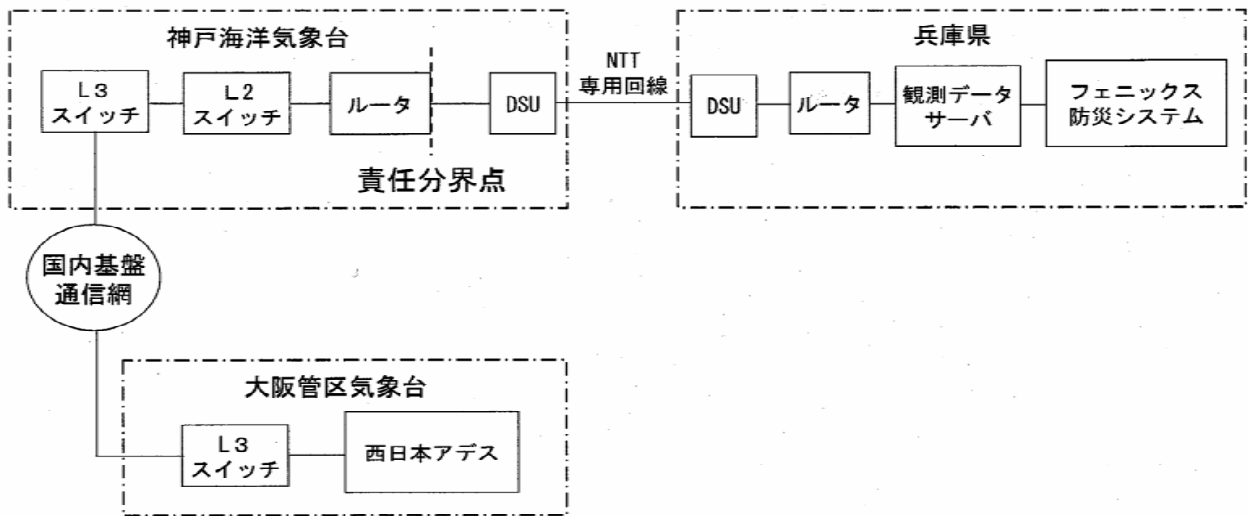 神戸海洋気象台
L3
スイッチ
L2
スイッチ
ルータ
DSU
責任分界点
NTT
専用回線
兵庫県
DSU
ルータ
観測データ
サーバ
フェニックス
防災システム
国内基盤
通信網
大阪管区気象台
L3
スイッチ
西日本アデス